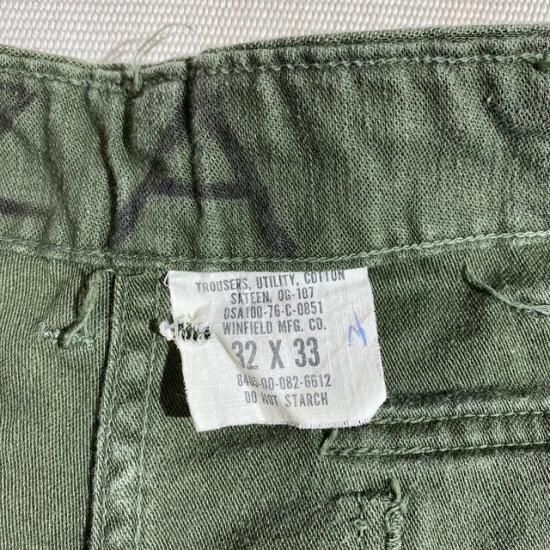 A
TROUSERS, UTILITY, COTTON
SATEEN, OG-107
DSA100-76-C-0851
WINFIELD MFG. CO.
32 X 33
N
8405-00-082-6612
DO NOT STARCH